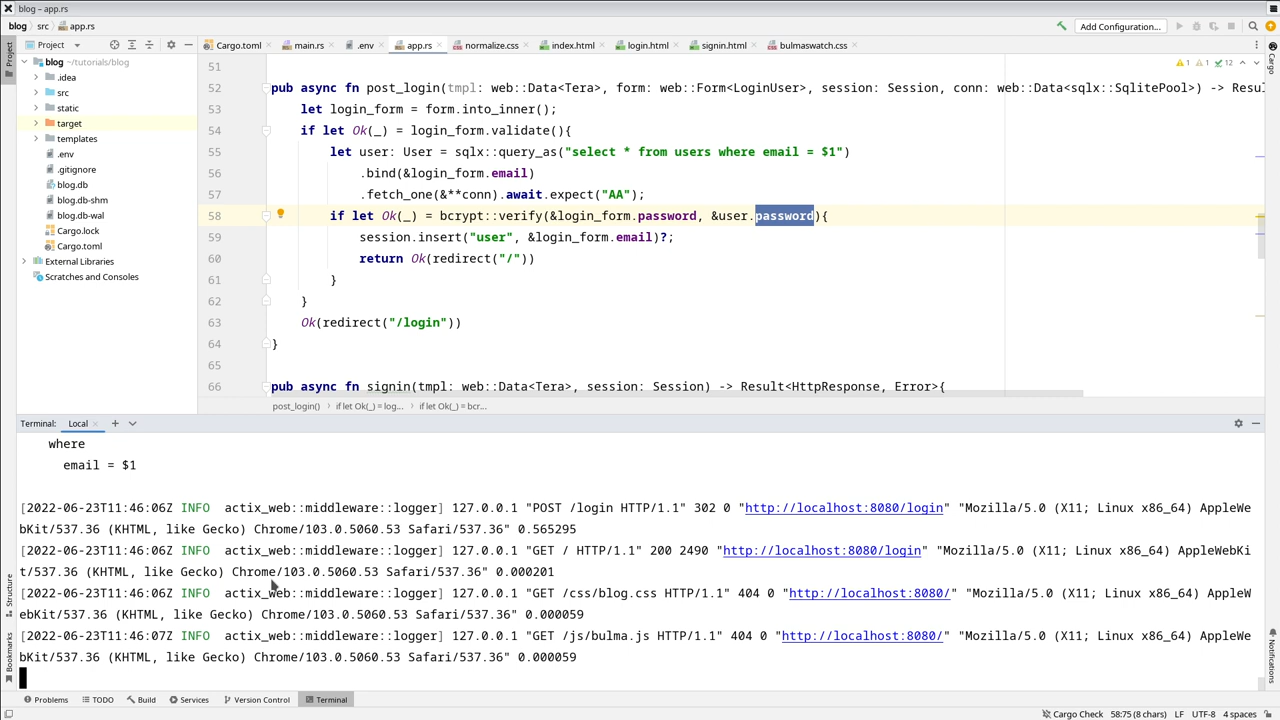 blog – app.rs
blog
src
app.rs
Add Configuration...
Project
Cargo.toml
main.rs
.env
app.rs
normalize.css
index.html
login.html
signin.html
bulmaswatch.css
Project
Cargo
1
1
12
blog ~/tutorials/blog
.idea
src
static
target
templates
.env
.gitignore
blog.db
blog.db-shm
blog.db-wal
Cargo.lock
Cargo.toml
External Libraries
Scratches and Consoles
51
52 pub async fn post_login(tmpl: web::Data<Tera>, form: web::Form<LoginUser>, session: Session, conn: web::Data<sqlx::SqlitePool>) -> Resul
53 let login_form = form.into_inner();
54 if let Ok(_) = login_form.validate(){
55 let user: User = sqlx::query_as("select * from users where email = $1")
56 .bind(&login_form.email)
57 .fetch_one(&**conn).await.expect("AA");
58 if let Ok(_) = bcrypt::verify(&login_form.password, &user.password){
59 session.insert("user", &login_form.email)?;
60 return Ok(redirect("/"))
61 }
62 }
63 Ok(redirect("/login"))
64 }
65
66 pub async fn signin(tmpl: web::Data<Tera>, session: Session) -> Result<HttpResponse, Error>{
post_login()
if let Ok(_) = log...
if let Ok(_) = bcr...
Terminal:
Local
where
email = $1
[2022-06-23T11:46:06Z INFO actix_web::middleware::logger] 127.0.0.1 "POST /login HTTP/1.1" 302 0 "http://localhost:8080/login" "Mozilla/5.0 (X11; Linux x86_64) AppleWe
bKit/537.36 (KHTML, like Gecko) Chrome/103.0.5060.53 Safari/537.36" 0.565295
[2022-06-23T11:46:06Z INFO actix_web::middleware::logger] 127.0.0.1 "GET / HTTP/1.1" 200 2490 "http://localhost:8080/login" "Mozilla/5.0 (X11; Linux x86_64) AppleWebKi
t/537.36 (KHTML, like Gecko) Chrome/103.0.5060.53 Safari/537.36" 0.000201
[2022-06-23T11:46:06Z INFO actix_web::middleware::logger] 127.0.0.1 "GET /css/blog.css HTTP/1.1" 404 0 "http://localhost:8080/" "Mozilla/5.0 (X11; Linux x86_64) AppleW
ebKit/537.36 (KHTML, like Gecko) Chrome/103.0.5060.53 Safari/537.36" 0.000059
[2022-06-23T11:46:07Z INFO actix_web::middleware::logger] 127.0.0.1 "GET /js/bulma.js HTTP/1.1" 404 0 "http://localhost:8080/" "Mozilla/5.0 (X11; Linux x86_64) AppleWe
bKit/537.36 (KHTML, like Gecko) Chrome/103.0.5060.53 Safari/537.36" 0.000059
Structure
Bookmarks
Notifications
Problems
TODO
Build
Services
Version Control
Terminal
Cargo Check
58:75 (8 chars)
LF
UTF-8
4 spaces